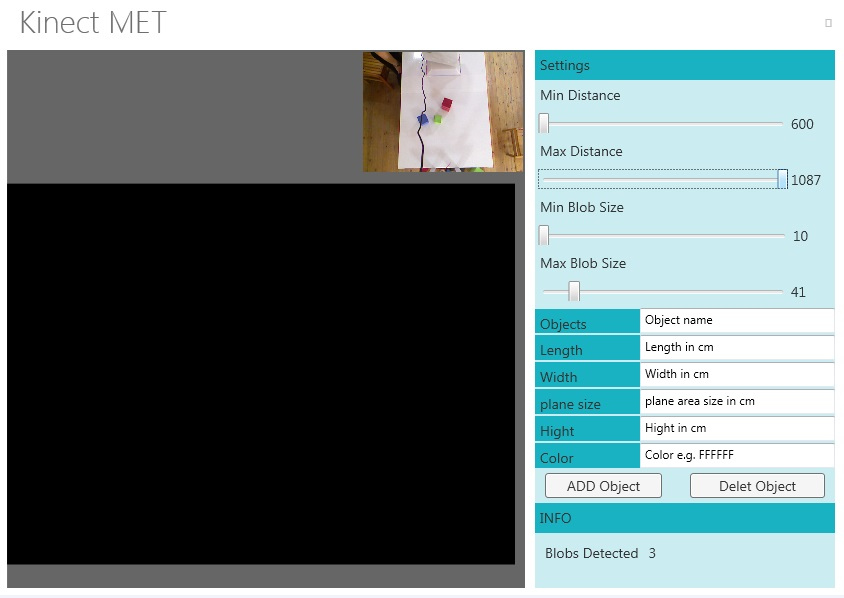 Kinect MET
Settings
Min Distance
600
Max Distance
1087
Min Blob Size
10
Max Blob Size
41
Objects Object name
Length Length in cm
Width Width in cm
plane size plane area size in cm
Hight Hight in cm
Color Color e.g. FFFFFF
ADD Object Delet Object
INFO
Blobs Detected 3